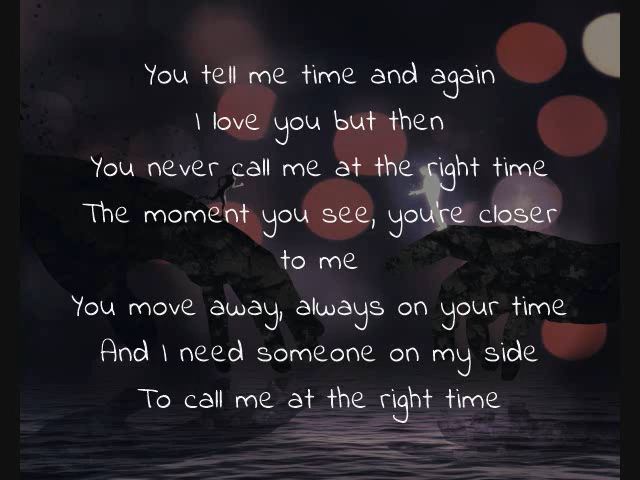 You tell me time and again
I love you but then
You never call me at the right time
The moment you see, you're closer
to me
You move away, always on your time
And I need someone on my side
To call me at the right time